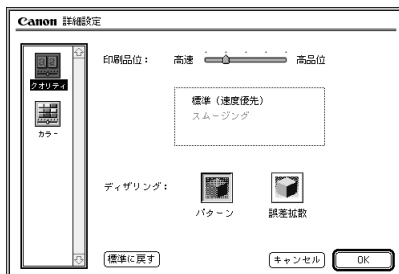 Canon 詳細設定
クオリティ
カラー
印刷品位： 高速 高品位
標準（速度優先）
スムージング
ディザリング：
パターン 誤差拡散
標準に戻す キャンセル OK